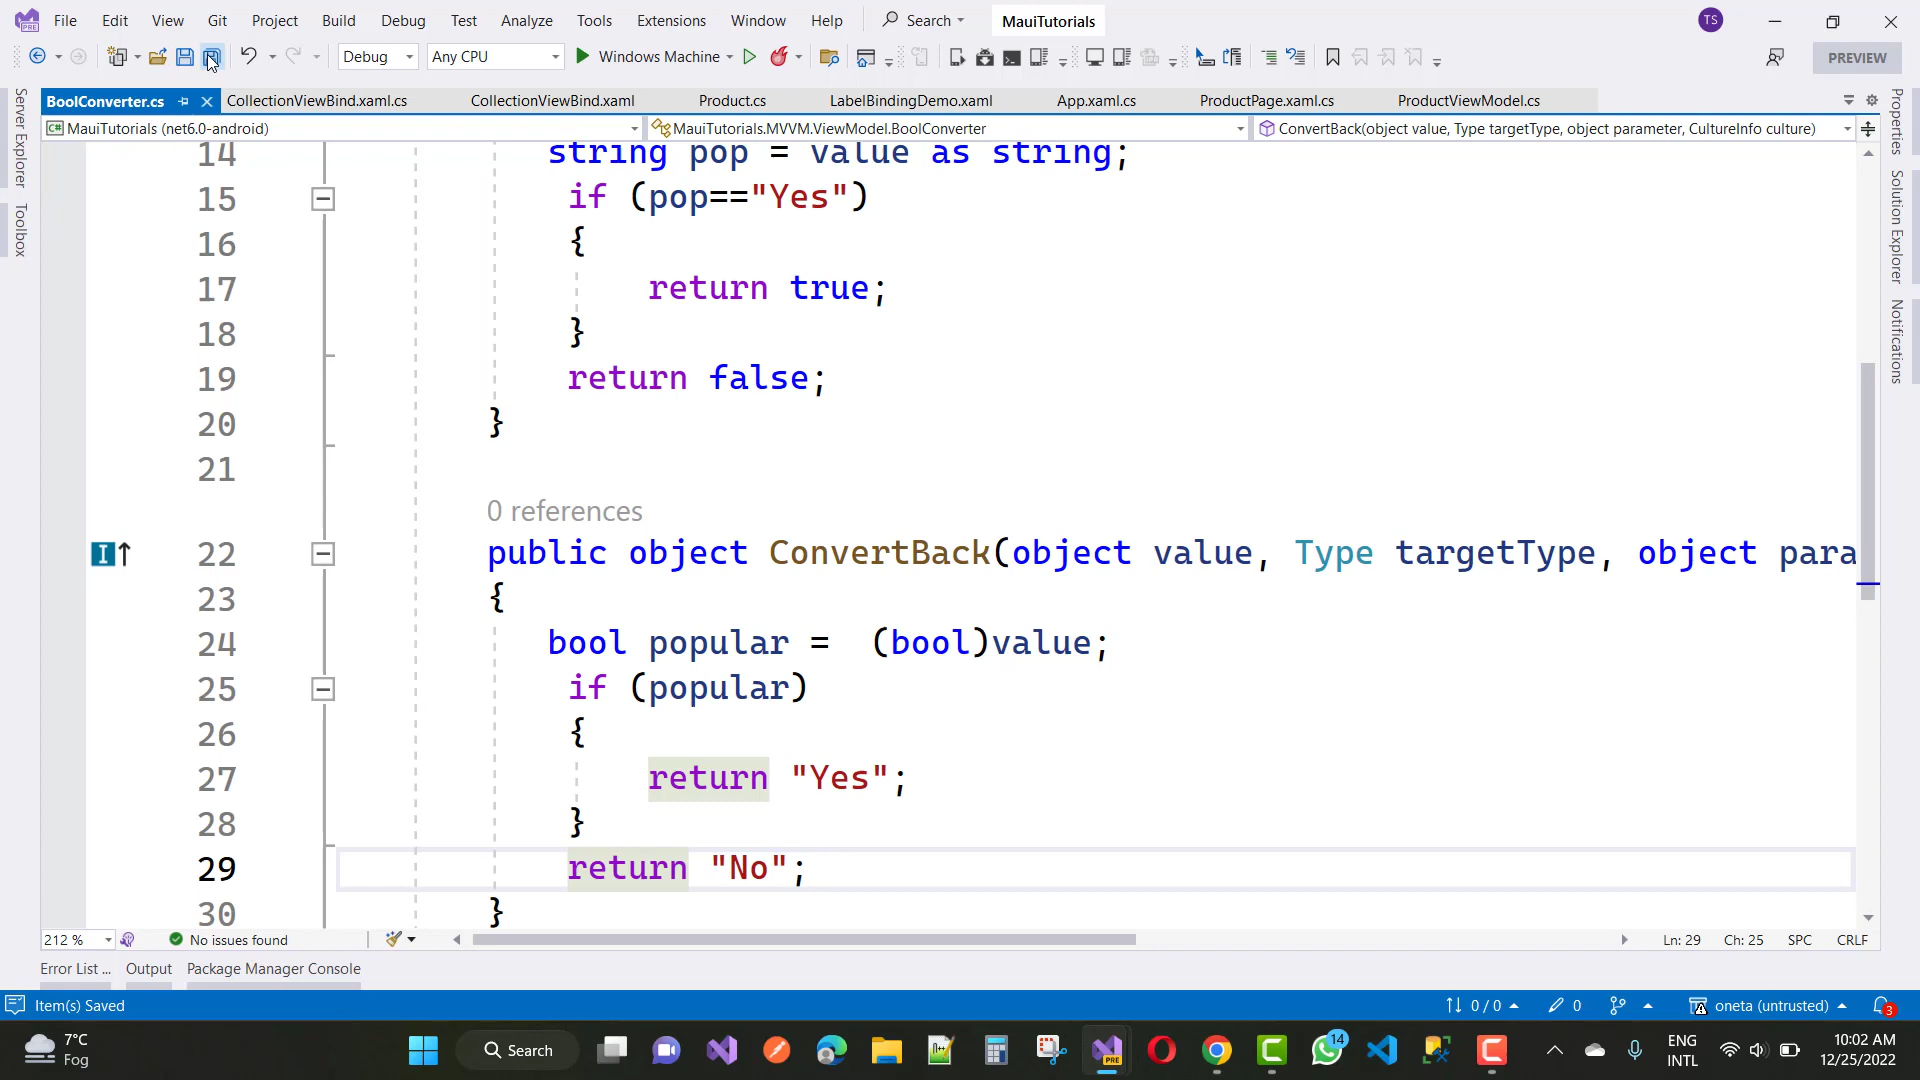 File Edit View Git Project Build Debug Test Analyze Tools Extensions Window Help Search MauiTutorials TS
Debug Any CPU Windows Machine PREVIEW
BoolConverter.cs CollectionViewBind.xaml.cs CollectionViewBind.xaml Product.cs LabelBindingDemo.xaml App.xaml.cs ProductPage.xaml.cs ProductViewModel.cs
MauiTutorials (net6.0-android) MauiTutorials.MVVM.ViewModel.BoolConverter ConvertBack(object value, Type targetType, object parameter, CultureInfo culture)
Server Explorer
Toolbox
Properties
Solution Explorer
Notifications
14 string pop = value as string;
15 if (pop=="Yes")
16 {
17 return true;
18 }
19 return false;
20 }
21
0 references
22 public object ConvertBack(object value, Type targetType, object para
23 {
24 bool popular = (bool)value;
25 if (popular)
26 {
27 return "Yes";
28 }
29 return "No";
30 }
212 % No issues found Ln: 29 Ch: 25 SPC CRLF
Error List ... Output Package Manager Console
Item(s) Saved 0 / 0 0 oneta (untrusted) 3
7°C
Fog
Search
PRE
14
ENG
INTL
10:02 AM
12/25/2022